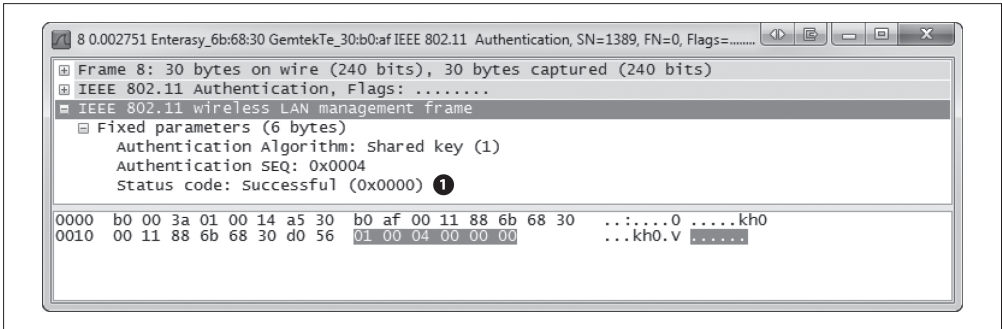 8 0.002751 Enterasy_6b:68:30 GemtekTe_30:b0:af IEEE 802.11 Authentication, SN=1389, FN=0, Flags=........
Frame 8: 30 bytes on wire (240 bits), 30 bytes captured (240 bits)
IEEE 802.11 Authentication, Flags: ........
IEEE 802.11 wireless LAN management frame
Fixed parameters (6 bytes)
Authentication Algorithm: Shared key (1)
Authentication SEQ: 0x0004
Status code: Successful (0x0000) ❶
0000 b0 00 3a 01 00 14 a5 30 b0 af 00 11 88 6b 68 30 ..:....0 .....kh0
0010 00 11 88 6b 68 30 d0 56 01 00 04 00 00 00 ...kh0.V ......